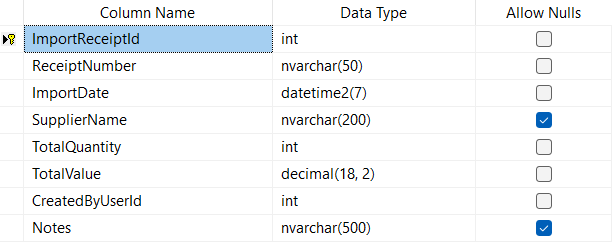 Column Name Data Type Allow Nulls
ImportReceiptId int
ReceiptNumber nvarchar(50)
ImportDate datetime2(7)
SupplierName nvarchar(200)
TotalQuantity int
TotalValue decimal(18, 2)
CreatedByUserId int
Notes nvarchar(500)